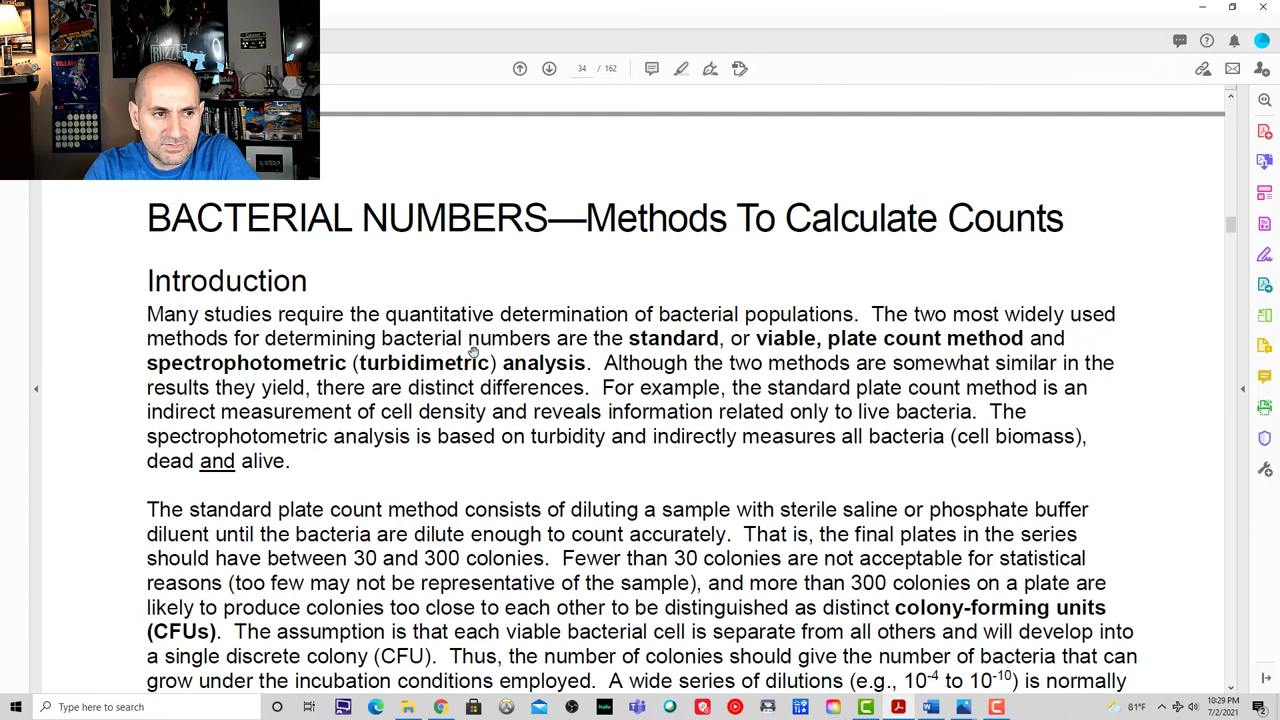 34 / 162
BACTERIAL NUMBERS—Methods To Calculate Counts
Introduction
Many studies require the quantitative determination of bacterial populations. The two most widely used
methods for determining bacterial numbers are the standard, or viable, plate count method and
spectrophotometric (turbidimetric) analysis. Although the two methods are somewhat similar in the
results they yield, there are distinct differences. For example, the standard plate count method is an
indirect measurement of cell density and reveals information related only to live bacteria. The
spectrophotometric analysis is based on turbidity and indirectly measures all bacteria (cell biomass),
dead and alive.
The standard plate count method consists of diluting a sample with sterile saline or phosphate buffer
diluent until the bacteria are dilute enough to count accurately. That is, the final plates in the series
should have between 30 and 300 colonies. Fewer than 30 colonies are not acceptable for statistical
reasons (too few may not be representative of the sample), and more than 300 colonies on a plate are
likely to produce colonies too close to each other to be distinguished as distinct colony-forming units
(CFUs). The assumption is that each viable bacterial cell is separate from all others and will develop into
a single discrete colony (CFU). Thus, the number of colonies should give the number of bacteria that can
grow under the incubation conditions employed. A wide series of dilutions (e.g., 10⁻⁴ to 10⁻¹⁰) is normally
Type here to search
hulu
81°F
10:29 PM
7/2/2021